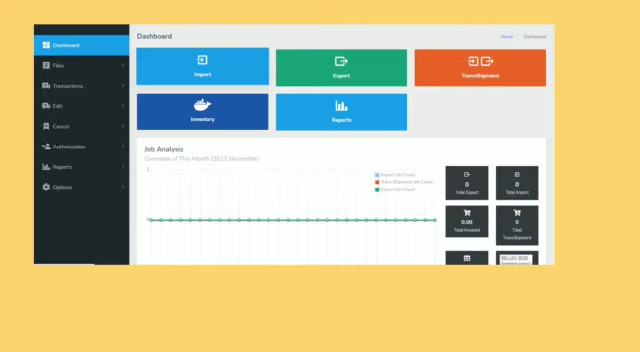 Dashboard
Files
Transactions
Edit
Cancel
Authorization
Reports
Options
Dashboard
Home
Dashboard
Import
Export
TransShipment
Inventory
Reports
Job Analysis
Overview of This Month (2022, November)
1
0
Import Job Count
Trans Shipment Job Count
Export Job Count
0
Total Export
0
Total Import
0.00
Total Invoiced
0
Total
TransShipment